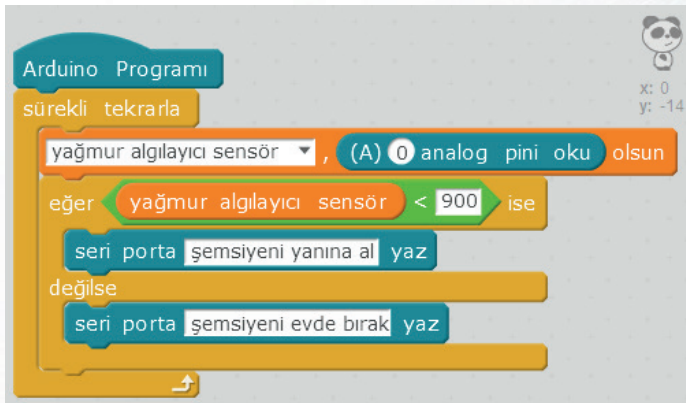 Arduino Programı
sürekli tekrarla
yağmur algılayıcı sensör , (A) 0 analog pini oku olsun
eğer yağmur algılayıcı sensör < 900 ise
seri porta şemsiyeni yanına al yaz
değilse
seri porta şemsiyeni evde bırak yaz
x: 0
y: -14